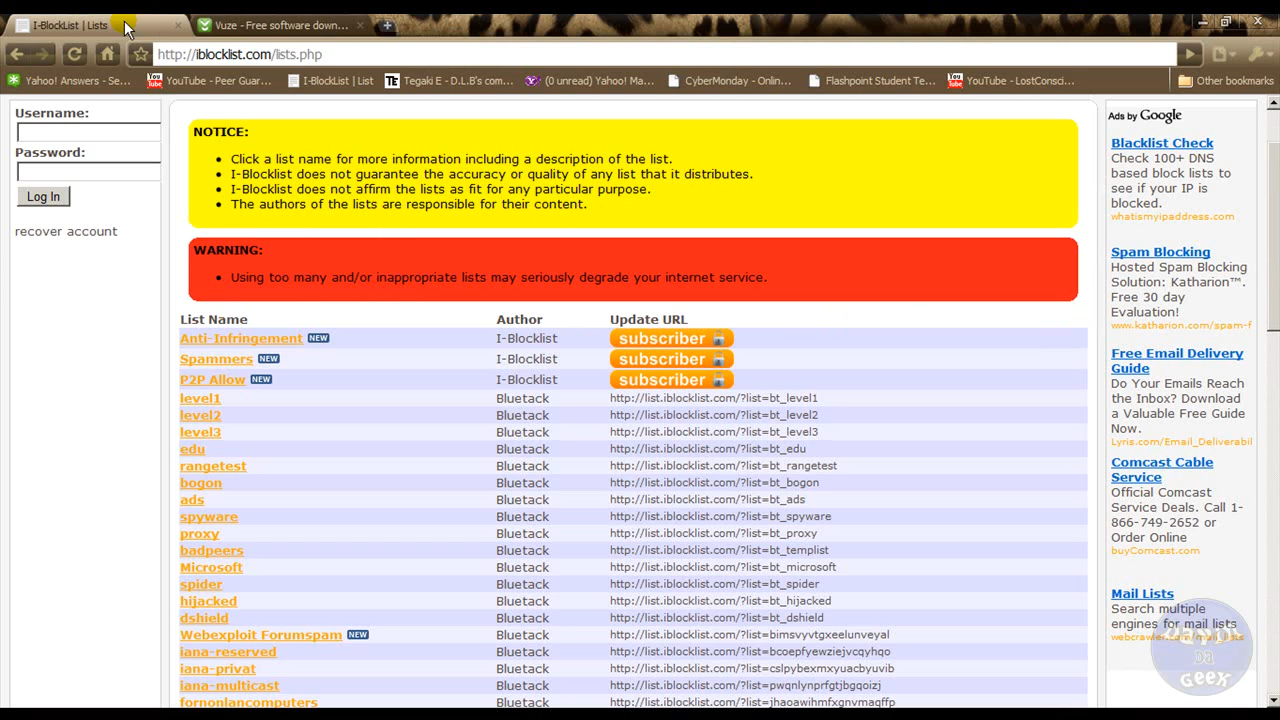 I-BlockList | Lists
Vuze - Free software down...
http://iblocklist.com/lists.php
Yahoo! Answers - Se...
YouTube - Peer Guar...
I-BlockList | List
Tegaki E - D.L.B's com...
(0 unread) Yahoo! Ma...
CyberMonday - Onlin...
Flashpoint Student Te...
YouTube - LostConsci...
Other bookmarks
Username:
Password:
Log In
recover account
NOTICE:
Click a list name for more information including a description of the list.
I-Blocklist does not guarantee the accuracy or quality of any list that it distributes.
I-Blocklist does not affirm the lists as fit for any particular purpose.
The authors of the lists are responsible for their content.
WARNING:
Using too many and/or inappropriate lists may seriously degrade your internet service.
List Name Author Update URL
Anti-Infringement NEW I-Blocklist subscriber
Spammers NEW I-Blocklist subscriber
P2P Allow NEW I-Blocklist subscriber
level1 Bluetack http://list.iblocklist.com/?list=bt_level1
level2 Bluetack http://list.iblocklist.com/?list=bt_level2
level3 Bluetack http://list.iblocklist.com/?list=bt_level3
edu Bluetack http://list.iblocklist.com/?list=bt_edu
rangetest Bluetack http://list.iblocklist.com/?list=bt_rangetest
bogon Bluetack http://list.iblocklist.com/?list=bt_bogon
ads Bluetack http://list.iblocklist.com/?list=bt_ads
spyware Bluetack http://list.iblocklist.com/?list=bt_spyware
proxy Bluetack http://list.iblocklist.com/?list=bt_proxy
badpeers Bluetack http://list.iblocklist.com/?list=bt_templist
Microsoft Bluetack http://list.iblocklist.com/?list=bt_microsoft
spider Bluetack http://list.iblocklist.com/?list=bt_spider
hijacked Bluetack http://list.iblocklist.com/?list=bt_hijacked
dshield Bluetack http://list.iblocklist.com/?list=bt_dshield
Webexploit Forumspam NEW Bluetack http://list.iblocklist.com/?list=bimsvyvtgxeelunveyal
iana-reserved Bluetack http://list.iblocklist.com/?list=bcoepfyewziejvcqyhqo
iana-privat Bluetack http://list.iblocklist.com/?list=cslpybexmxyuacbyuvib
iana-multicast Bluetack http://list.iblocklist.com/?list=pwqnlynprfgtjbgqoizj
fornonlancomputers Bluetack http://list.iblocklist.com/?list=jhaoawihmfxgnvmaqffp
Ads by Google
Blacklist Check
Check 100+ DNS
based block lists to
see if your IP is
blocked.
whatismyipaddress.com
Spam Blocking
Hosted Spam Blocking
Solution: Katharion™.
Free 30 day
Evaluation!
www.katharion.com/spam-f
Free Email Delivery
Guide
Do Your Emails Reach
the Inbox? Download
a Valuable Free Guide
Now.
Lyris.com/Email_Deliverabil
Comcast Cable
Service
Official Comcast
Service Deals. Call 1-
866-749-2652 or
Order Online
buyComcast.com
Mail Lists
Search multiple
engines for mail lists
Da
Geek